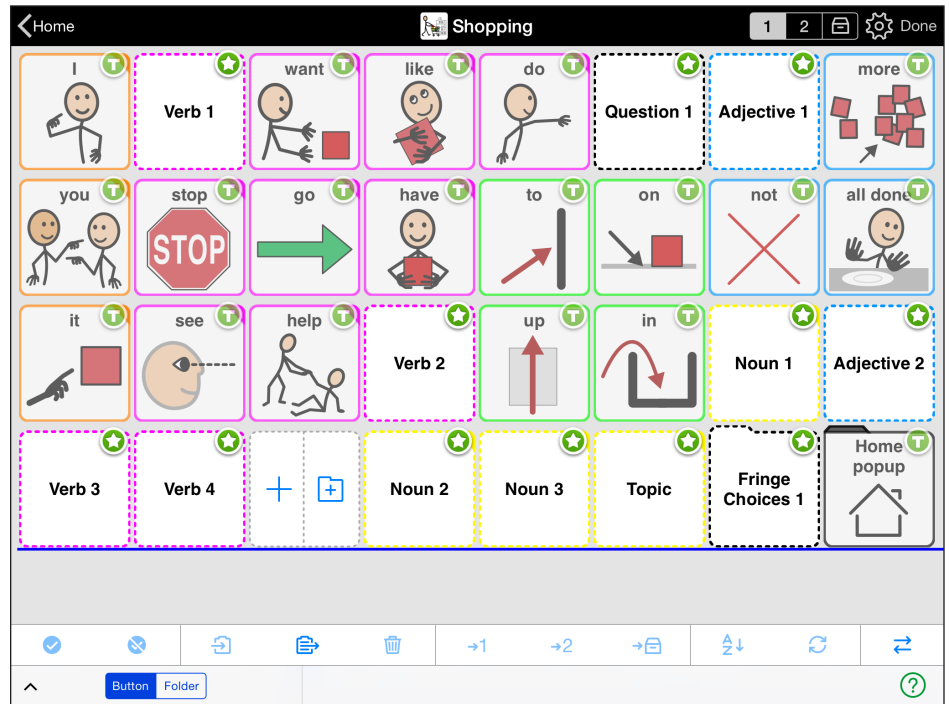 Home
Shopping
1
2
Done
I
Verb 1
want
like
do
Question 1
Adjective 1
more
you
stop
STOP
go
have
to
on
not
all done
it
see
help
Verb 2
up
in
Noun 1
Adjective 2
Verb 3
Verb 4
Noun 2
Noun 3
Topic
Fringe
Choices 1
Home
popup
→1
→2
A
Z
Button
Folder
?